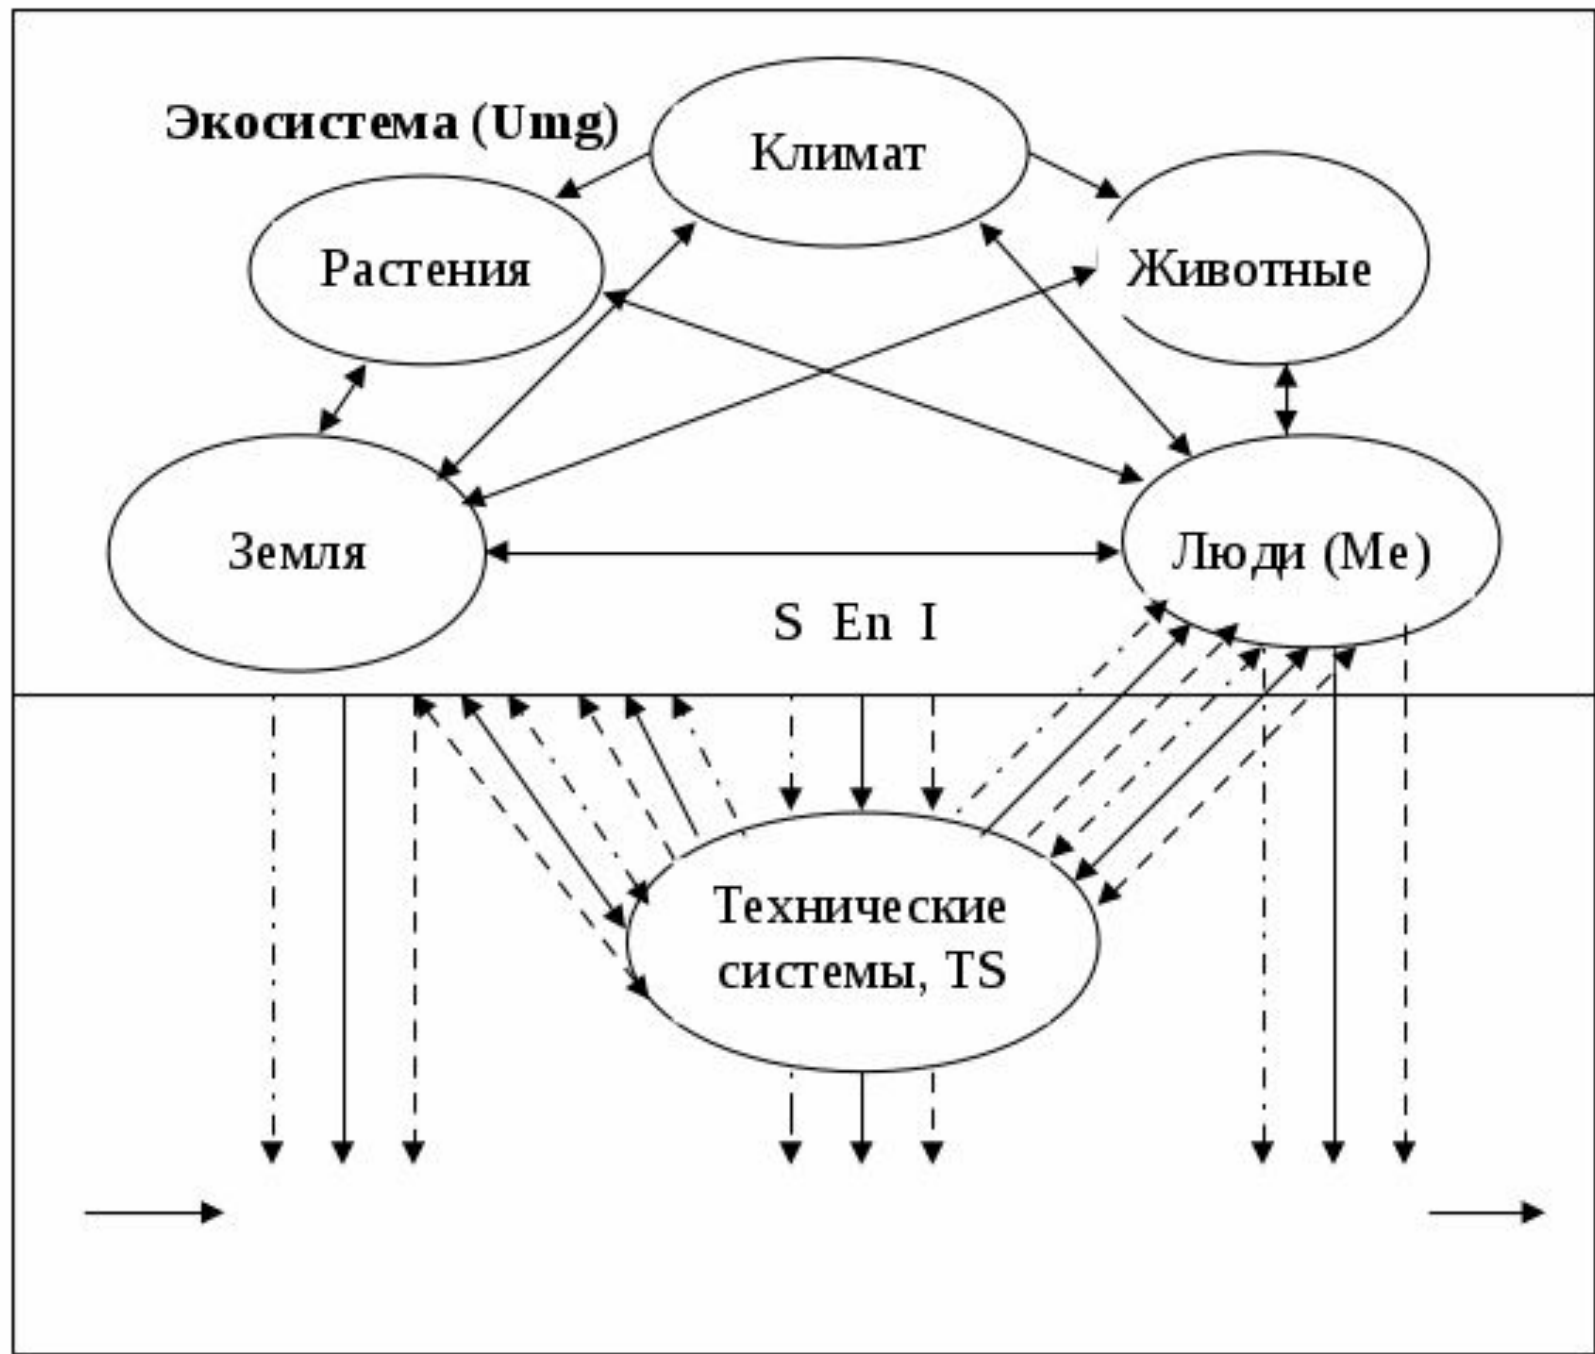 Экосистема (Umg)
Климат
Растения
Животные
Земля
Люди (Me)
S En I
Технические
системы, TS